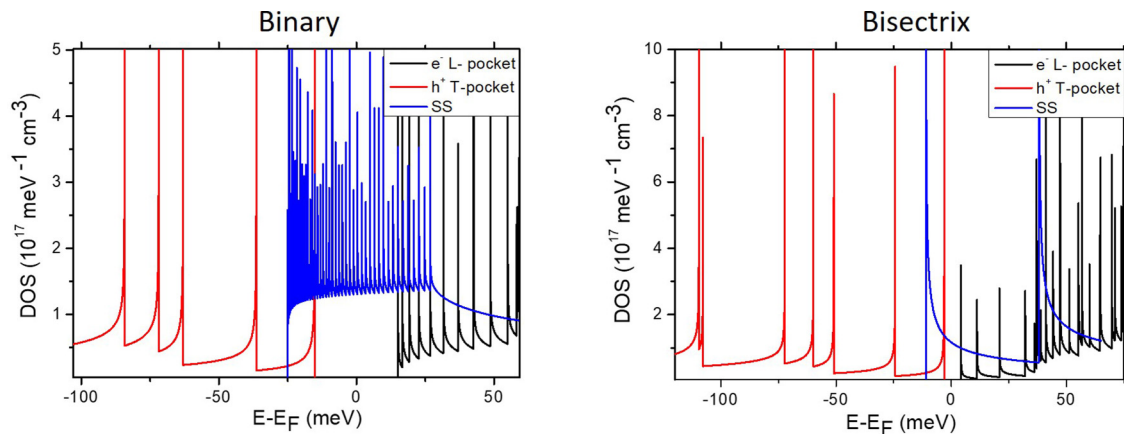 Binary
5
4
3
2
1
DOS (10¹⁷ meV ⁻¹ cm⁻³)
e⁻ L- pocket
h⁺ T-pocket
SS
-100
-50
0
50
E-E_F (meV)
Bisectrix
10
8
6
4
2
DOS (10¹⁷ meV⁻¹ cm⁻³)
e⁻ L- pocket
h⁺ T-pocket
SS
-100
-50
0
50
E-E_F (meV)